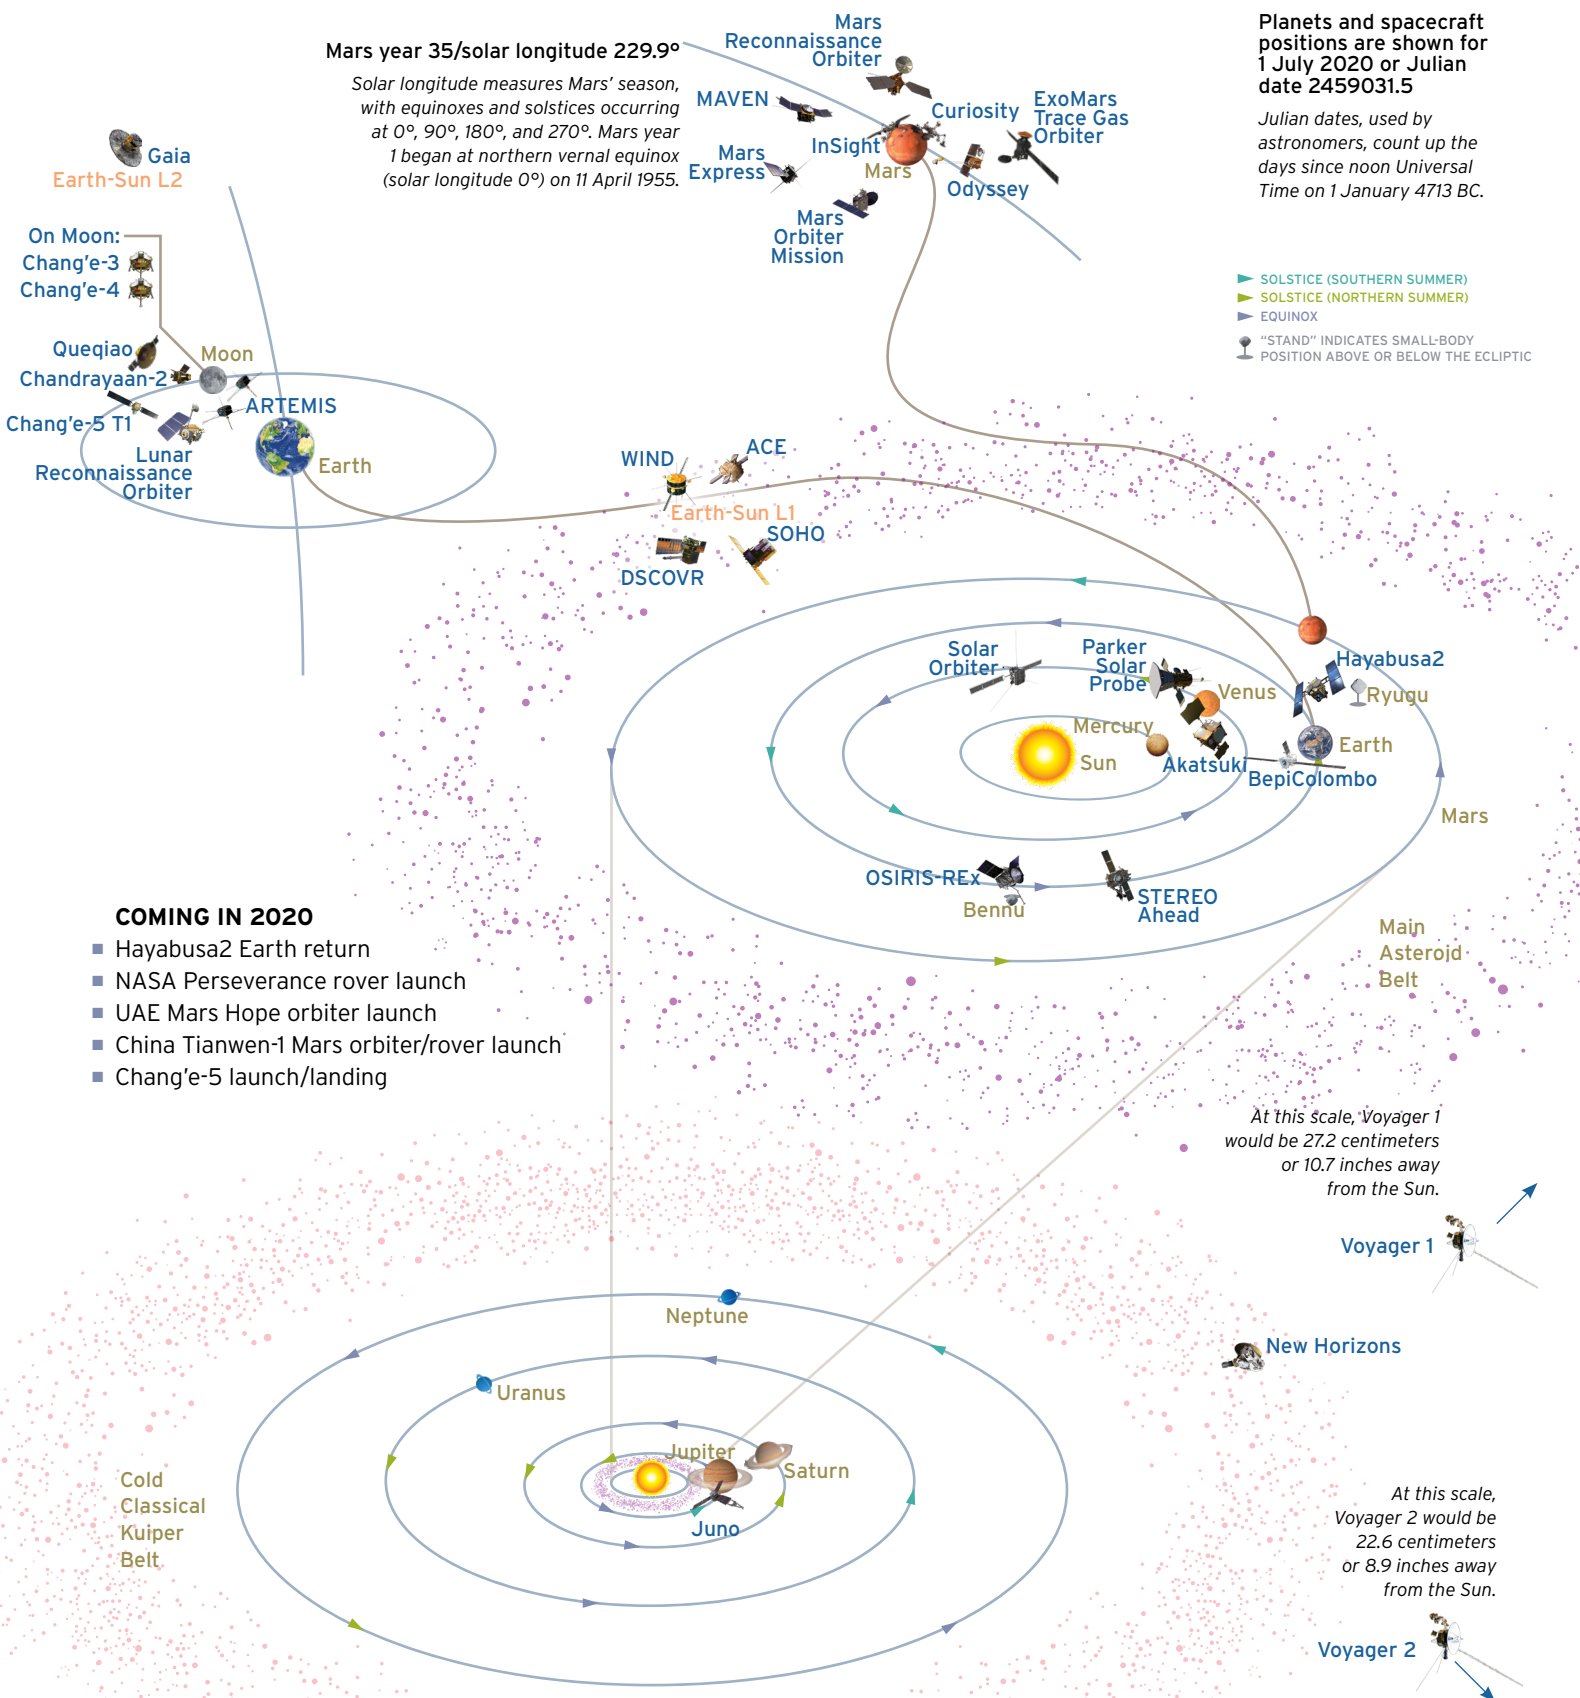 Mars year 35/solar longitude 229.9°
Solar longitude measures Mars’ season,
with equinoxes and solstices occurring
at 0°, 90°, 180°, and 270°. Mars year
1 began at northern vernal equinox
(solar longitude 0°) on 11 April 1955.
Mars
Reconnaissance
Orbiter
MAVEN
Curiosity
ExoMars
Trace Gas
Orbiter
InSight
Mars
Express
Mars
Odyssey
Mars
Orbiter
Mission
Planets and spacecraft
positions are shown for
1 July 2020 or Julian
date 2459031.5
Julian dates, used by
astronomers, count up the
days since noon Universal
Time on 1 January 4713 BC.
SOLSTICE (SOUTHERN SUMMER)
SOLSTICE (NORTHERN SUMMER)
EQUINOX
“STAND” INDICATES SMALL-BODY
POSITION ABOVE OR BELOW THE ECLIPTIC
Gaia
Earth-Sun L2
On Moon:
Chang’e-3
Chang’e-4
Queqiao
Moon
Chandrayaan-2
ARTEMIS
Chang’e-5 T1
Lunar
Reconnaissance
Orbiter
Earth
WIND
ACE
Earth-Sun L1
SOHO
DSCOVR
Solar
Orbiter
Parker
Solar
Probe
Hayabusa2
Venus
Ryugu
Mercury
Sun
Earth
Akatsuki
BepiColombo
Mars
OSIRIS-REx
Bennu
STEREO
Ahead
Main
Asteroid
Belt
COMING IN 2020
Hayabusa2 Earth return
NASA Perseverance rover launch
UAE Mars Hope orbiter launch
China Tianwen-1 Mars orbiter/rover launch
Chang’e-5 launch/landing
At this scale, Voyager 1
would be 27.2 centimeters
or 10.7 inches away
from the Sun.
Voyager 1
Neptune
New Horizons
Uranus
Jupiter
Saturn
Juno
Cold
Classical
Kuiper
Belt
At this scale,
Voyager 2 would be
22.6 centimeters
or 8.9 inches away
from the Sun.
Voyager 2